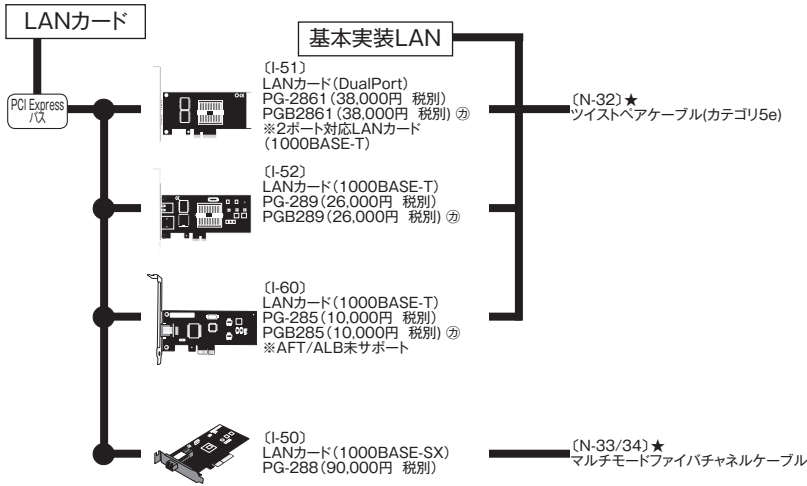 LANカード
基本実装LAN
PCI Express
バス
〔I-51〕
LANカード(DualPort)
PG-2861(38,000円 税別)
PGB2861(38,000円 税別)㋕
※2ポート対応LANカード
(1000BASE-T)
〔N-32〕★
ツイストペアケーブル(カテゴリ5e)
〔I-52〕
LANカード(1000BASE-T)
PG-289(26,000円 税別)
PGB289(26,000円 税別)㋕
〔I-60〕
LANカード(1000BASE-T)
PG-285(10,000円 税別)
PGB285(10,000円 税別)㋕
※AFT/ALB未サポート
〔I-50〕
LANカード(1000BASE-SX)
PG-288(90,000円 税別)
〔N-33/34〕★
マルチモードファイバチャネルケーブル